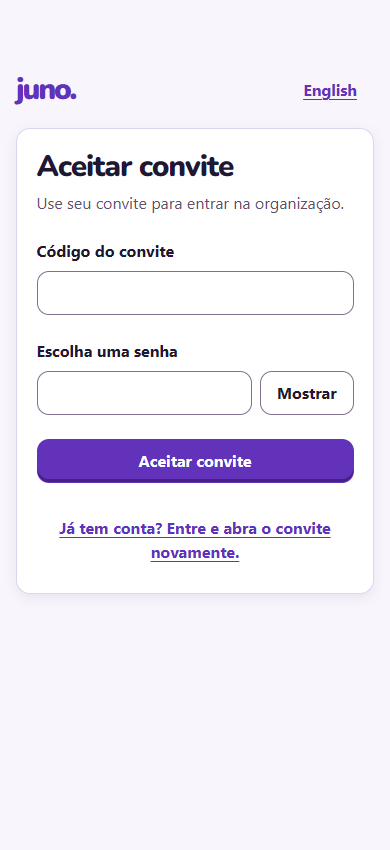 juno.
English
Aceitar convite
Use seu convite para entrar na organização.
Código do convite
Escolha uma senha
Mostrar
Aceitar convite
Já tem conta? Entre e abra o convite
novamente.